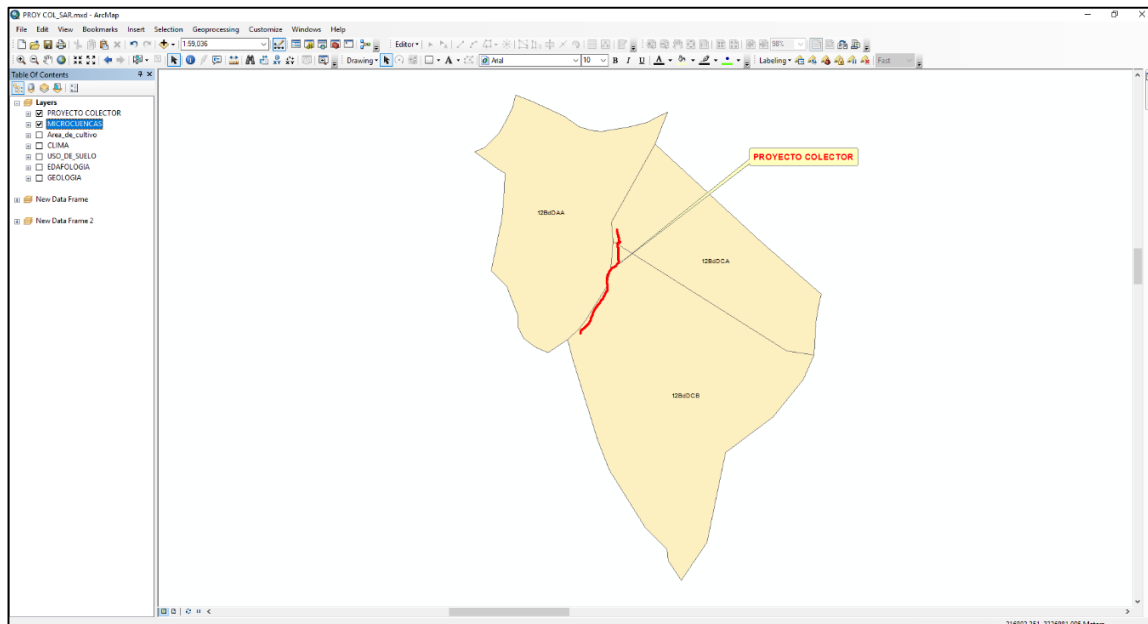 PROY COL_SAR.mxd - ArcMap
File Edit View Bookmarks Insert Selection Geoprocessing Customize Windows Help
1:59,036
Editor
98%
Drawing
A
Arial
10
B I U A
Labeling
Fast
Table Of Contents
Layers
PROYECTO COLECTOR
MICROCUENCAS
Area_de_cultivo
CLIMA
USO_DE_SUELO
EDAFOLOGIA
GEOLOGIA
New Data Frame
New Data Frame 2
PROYECTO COLECTOR
12BdDAA
12BdDCA
12BdDCB